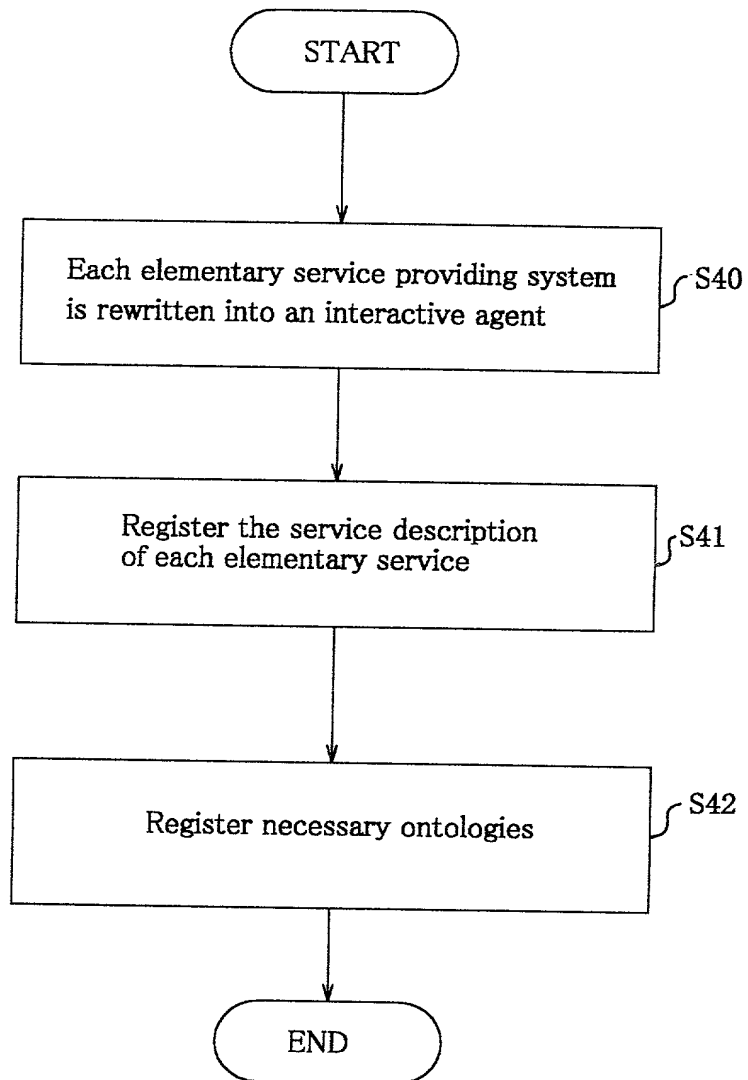 START
Each elementary service providing system
is rewritten into an interactive agent
S40
Register the service description
of each elementary service
S41
Register necessary ontologies
S42
END